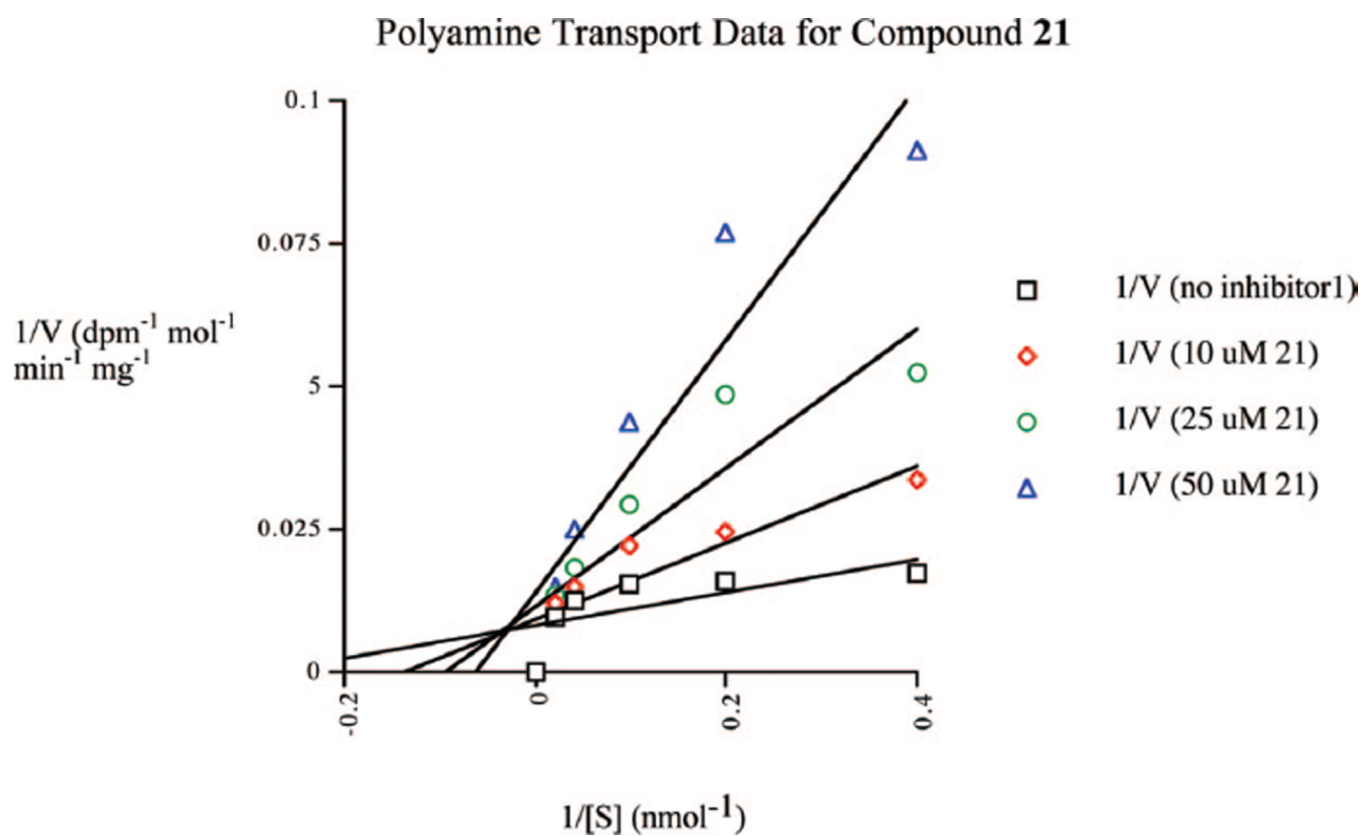 Polyamine Transport Data for Compound 21
0.1
0.075
1/V (dpm⁻¹ mol⁻¹
min⁻¹ mg⁻¹
5
0.025
0
-0.2
0
0.2
0.4
1/[S] (nmol⁻¹)
1/V (no inhibitor1)
1/V (10 uM 21)
1/V (25 uM 21)
1/V (50 uM 21)